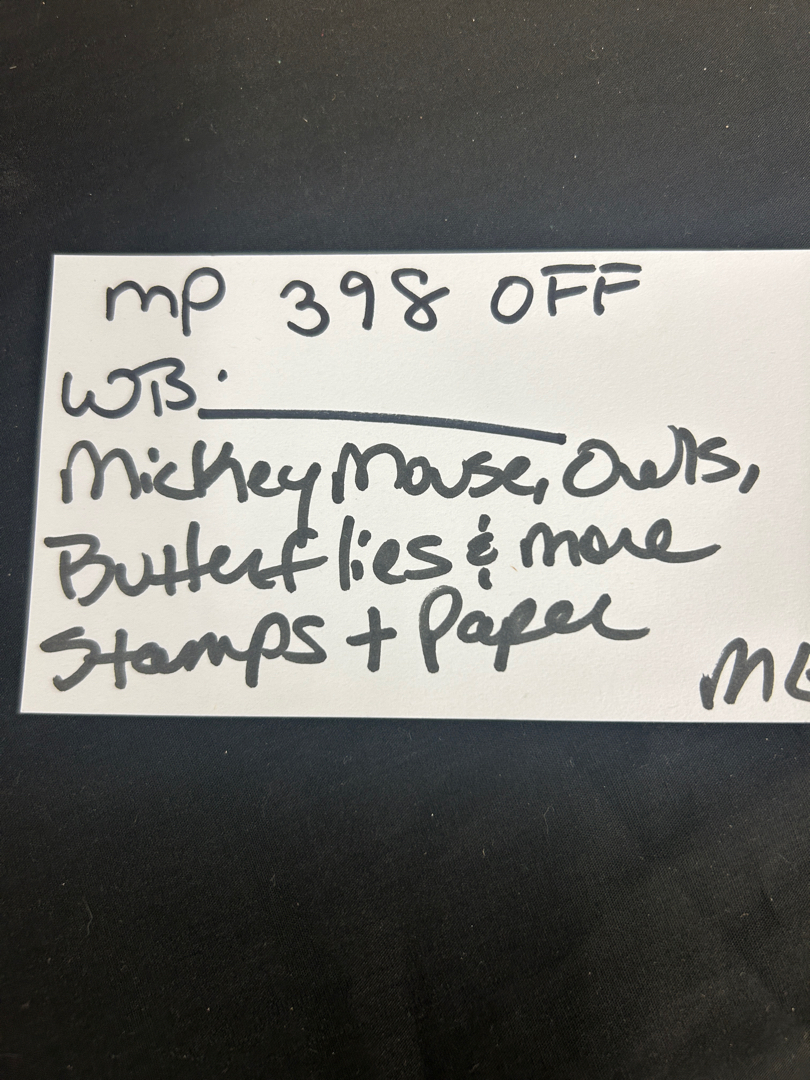 mp 398 OFF
WB:
Mickey Mouse, Owls,
Butterflies & more
Stamps + Paper